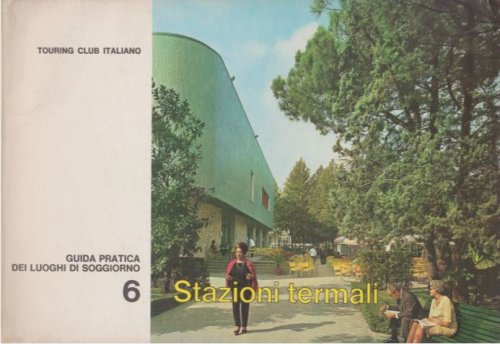 TOURING CLUB ITALIANO
GUIDA PRATICA
DEI LUOGHI DI SOGGIORNO
6
Stazioni termali